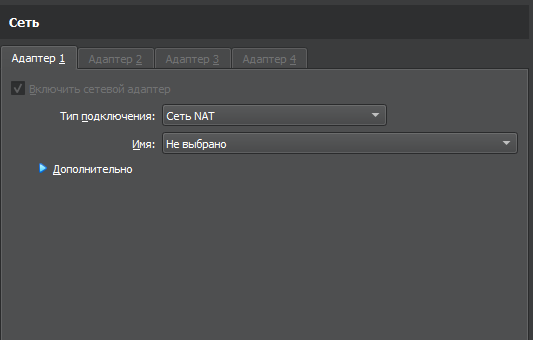 Сеть
Адаптер 1 Адаптер 2 Адаптер 3 Адаптер 4
Включить сетевой адаптер
Тип подключения: Сеть NAT
Имя: Не выбрано
Дополнительно